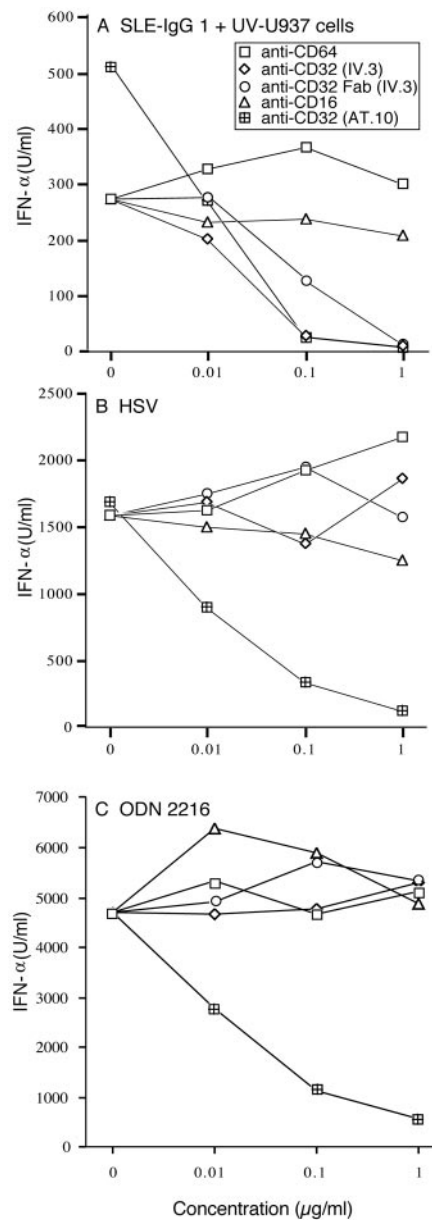 A SLE-IgG 1 + UV-U937 cells
anti-CD64
anti-CD32 (IV.3)
anti-CD32 Fab (IV.3)
anti-CD16
anti-CD32 (AT.10)
IFN-α(U/ml)
500
400
300
200
100
0
0 0.01 0.1 1
B HSV
IFN-α(U/ml)
2500
2000
1500
1000
500
0
0 0.01 0.1 1
C ODN 2216
IFN-α(U/ml)
7000
6000
5000
4000
3000
2000
1000
0
0 0.01 0.1 1
Concentration (µg/ml)